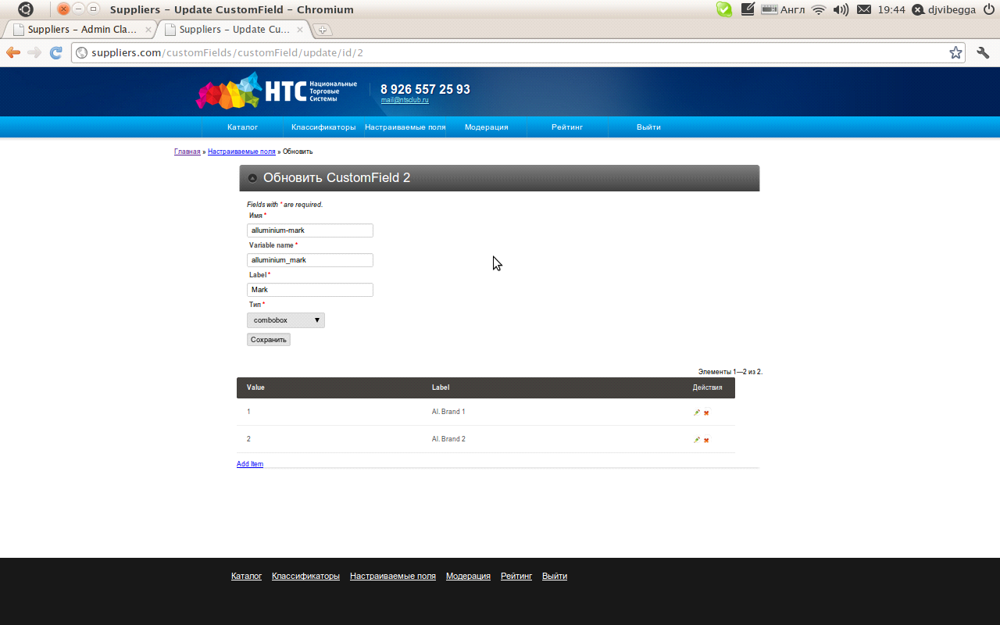 Suppliers – Update CustomField – Chromium
Англ
19:44
djvibegga
Suppliers – Admin Cla...
Suppliers – Update Cu...
suppliers.com/customFields/customField/update/id/2
НТС
Национальные
Торговые
Системы
8 926 557 25 93
mail@ntsclub.ru
Каталог Классификаторы Настраиваемые поля Модерация Рейтинг Выйти
Главная » Настраиваемые поля » Обновить
Обновить CustomField 2
Fields with * are required.
Имя *
alluminium-mark
Variable name *
alluminium_mark
Label *
Mark
Тип *
combobox
Сохранить
Элементы 1—2 из 2.
Value Label Действия
1 Al. Brand 1
2 Al. Brand 2
Add Item
Каталог Классификаторы Настраиваемые поля Модерация Рейтинг Выйти